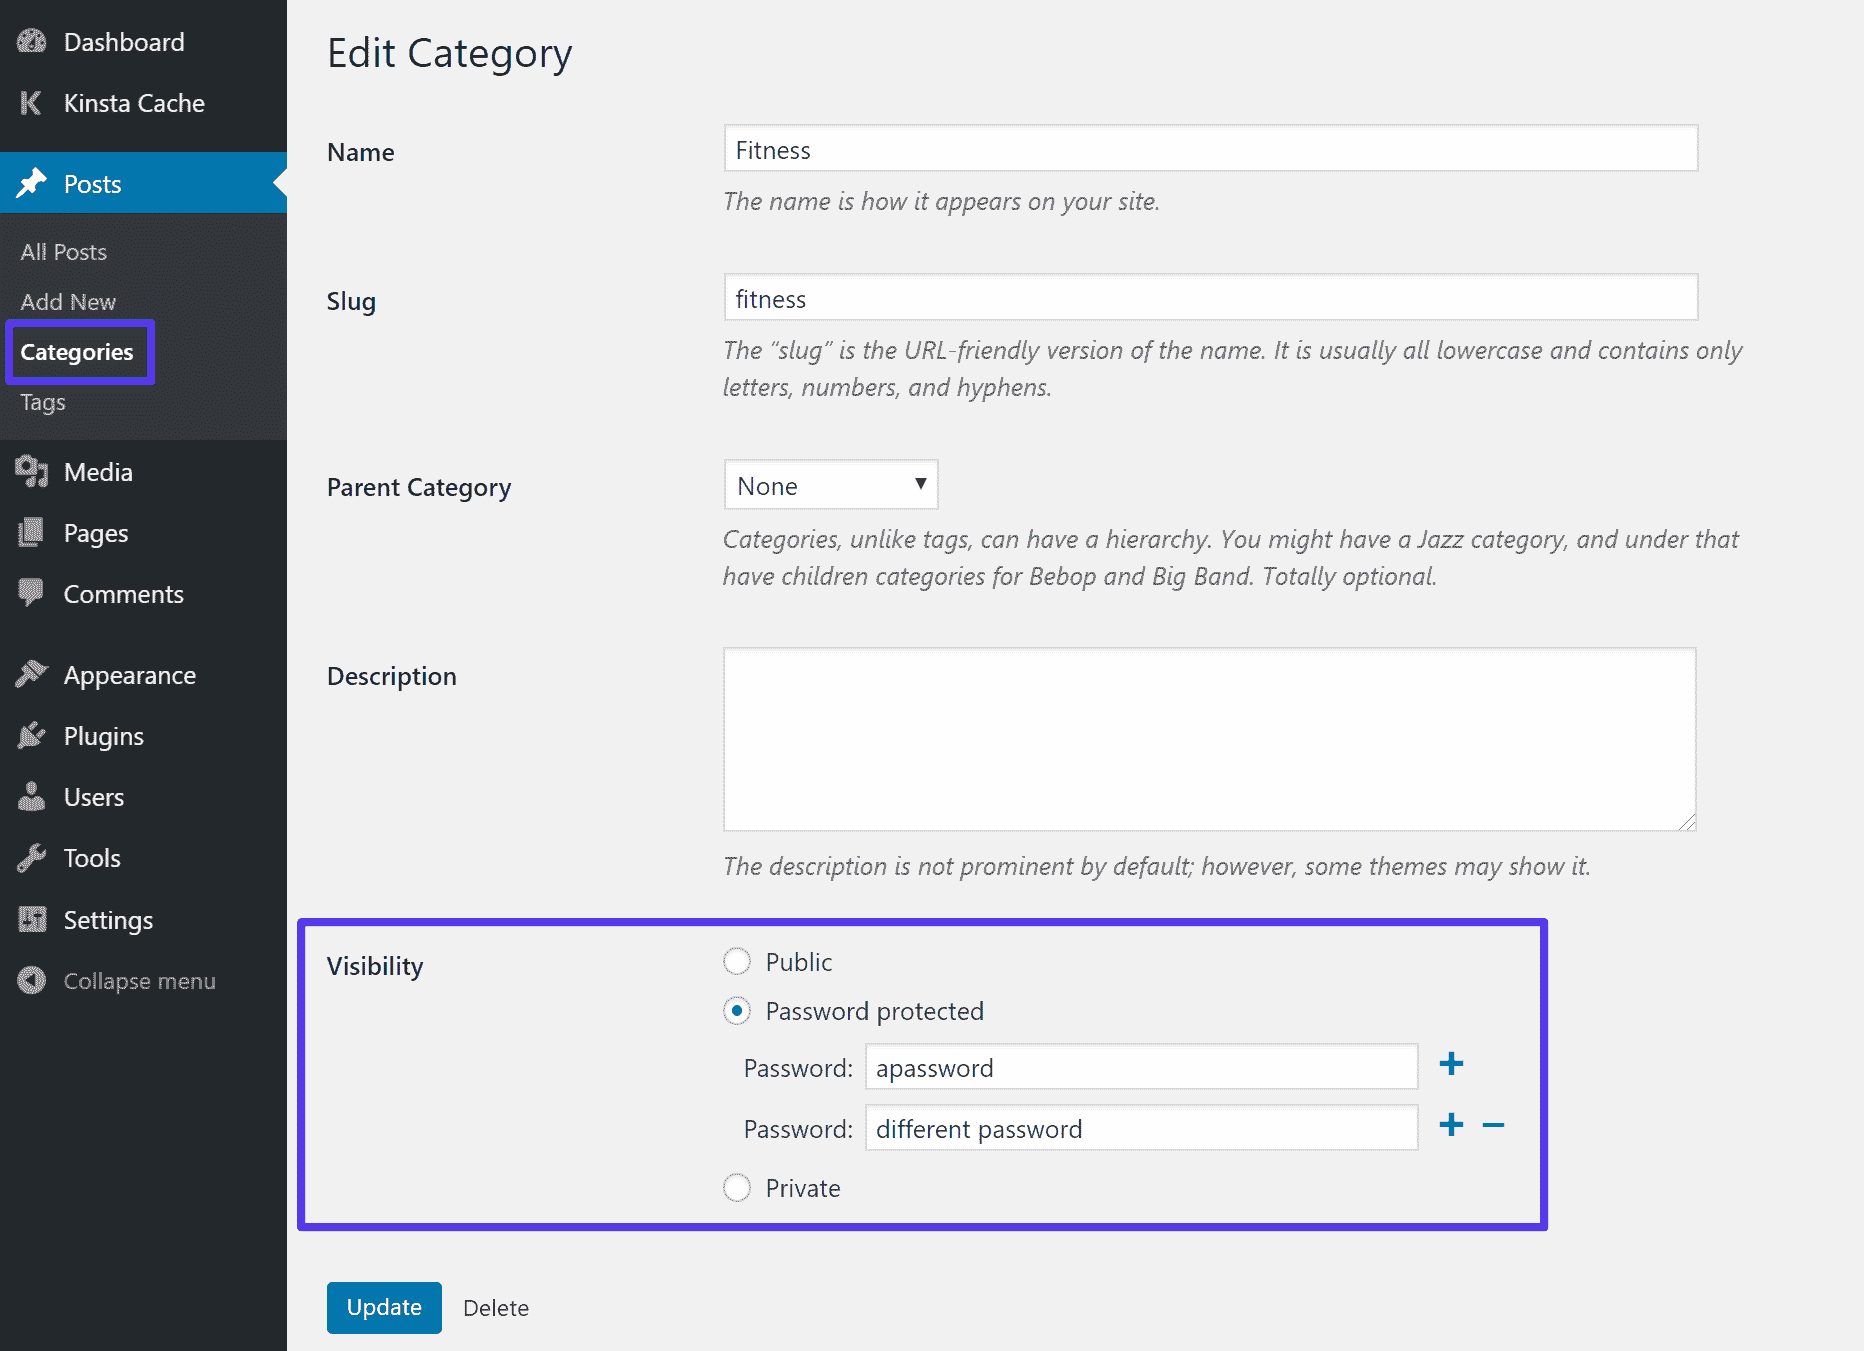 Dashboard
Kinsta Cache
Posts
All Posts
Add New
Categories
Tags
Media
Pages
Comments
Appearance
Plugins
Users
Tools
Settings
Collapse menu
Edit Category
Name
Fitness
The name is how it appears on your site.
Slug
fitness
The “slug” is the URL-friendly version of the name. It is usually all lowercase and contains only
letters, numbers, and hyphens.
Parent Category
None
Categories, unlike tags, can have a hierarchy. You might have a Jazz category, and under that
have children categories for Bebop and Big Band. Totally optional.
Description
The description is not prominent by default; however, some themes may show it.
Visibility
Public
Password protected
Password: apassword
Password: different password
Private
Update Delete